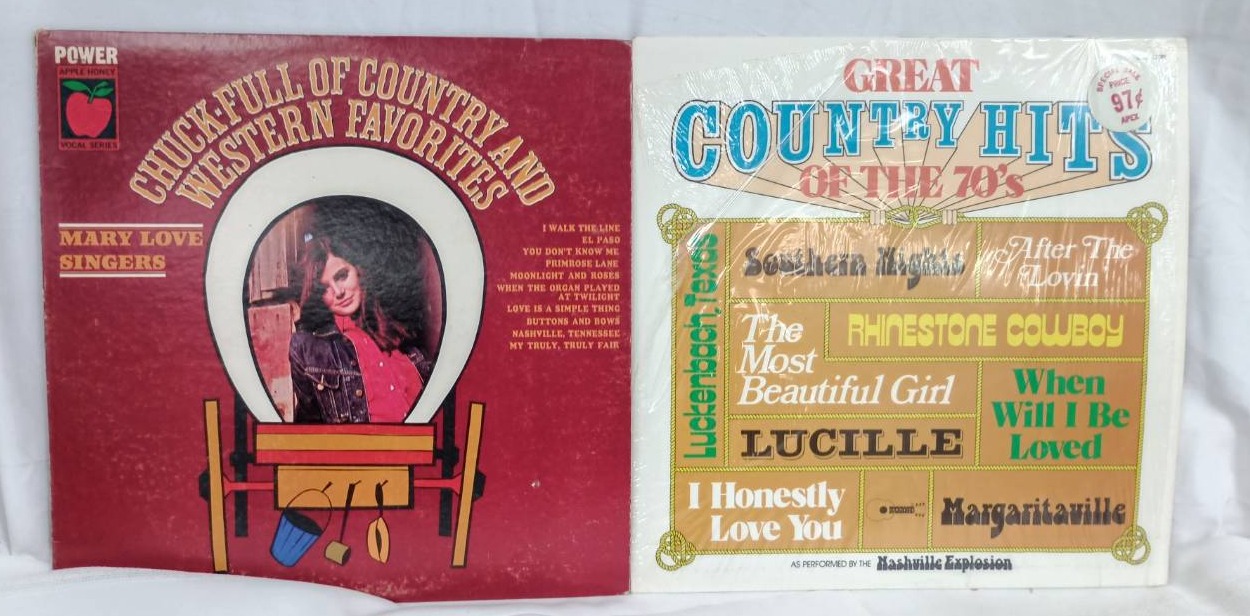 POWER
APPLE HONEY
VOCAL SERIES
CHUCK-FULL OF COUNTRY AND
WESTERN FAVORITES
MARY LOVE
SINGERS
I WALK THE LINE
EL PASO
YOU DON'T KNOW ME
PRIMROSE LANE
MOONLIGHT AND ROSES
WHEN THE ORGAN PLAYED
AT TWILIGHT
LOVE IS A SIMPLE THING
BUTTONS AND BOWS
NASHVILLE, TENNESSEE
MY TRULY, TRULY FAIR
GREAT
COUNTRY HITS
OF THE 70's
SPECIAL SALE
PRICE
97¢
APEX
Luckenbach, Texas
Southern Nights
After The
Lovin'
The
Most
Beautiful Girl
RHINESTONE COWBOY
LUCILLE
When
Will I Be
Loved
I Honestly
Love You
Margaritaville
AS PERFORMED BY THE Nashville Explosion